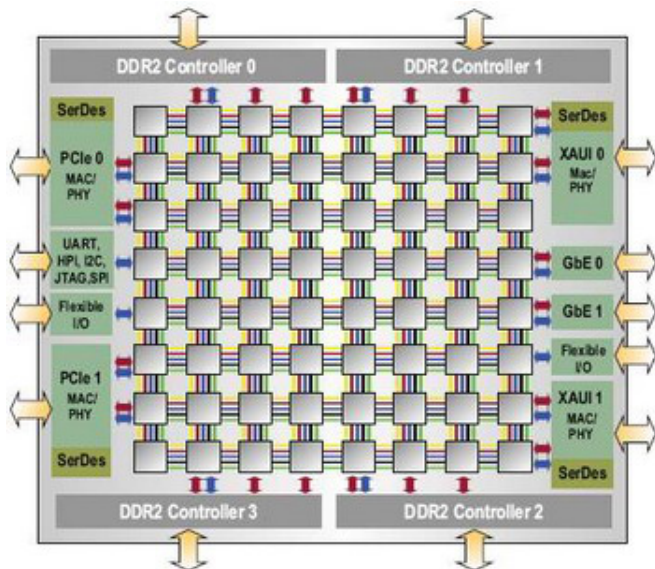 DDR2 Controller 0
DDR2 Controller 1
SerDes
PCIe 0
MAC/
PHY
UART,
HPI, I2C,
JTAG,SPI
Flexible
I/O
PCIe 1
MAC/
PHY
SerDes
SerDes
XAUI 0
Mac/
PHY
GbE 0
GbE 1
Flexible
I/O
XAUI 1
MAC/
PHY
SerDes
DDR2 Controller 3
DDR2 Controller 2